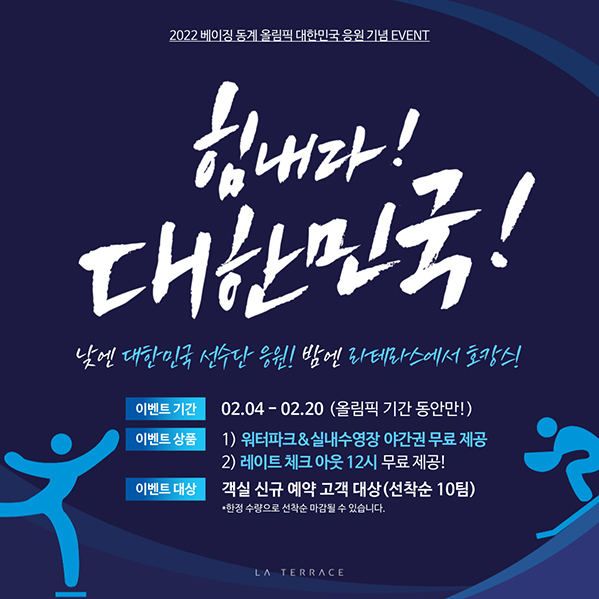 2022 베이징 동계 올림픽 대한민국 응원 기념 EVENT
힘내라!
대한민국!
낮엔 대한민국 선수단 응원! 밤엔 라테라스에서 호캉스!
이벤트 기간 02.04 – 02.20 (올림픽 기간 동안만!)
이벤트 상품 1) 워터파크&실내수영장 야간권 무료 제공
2) 레이트 체크 아웃 12시 무료 제공!
이벤트 대상 객실 신규 예약 고객 대상(선착순 10팀)
*한정 수량으로 선착순 마감될 수 있습니다.
LA TERRACE